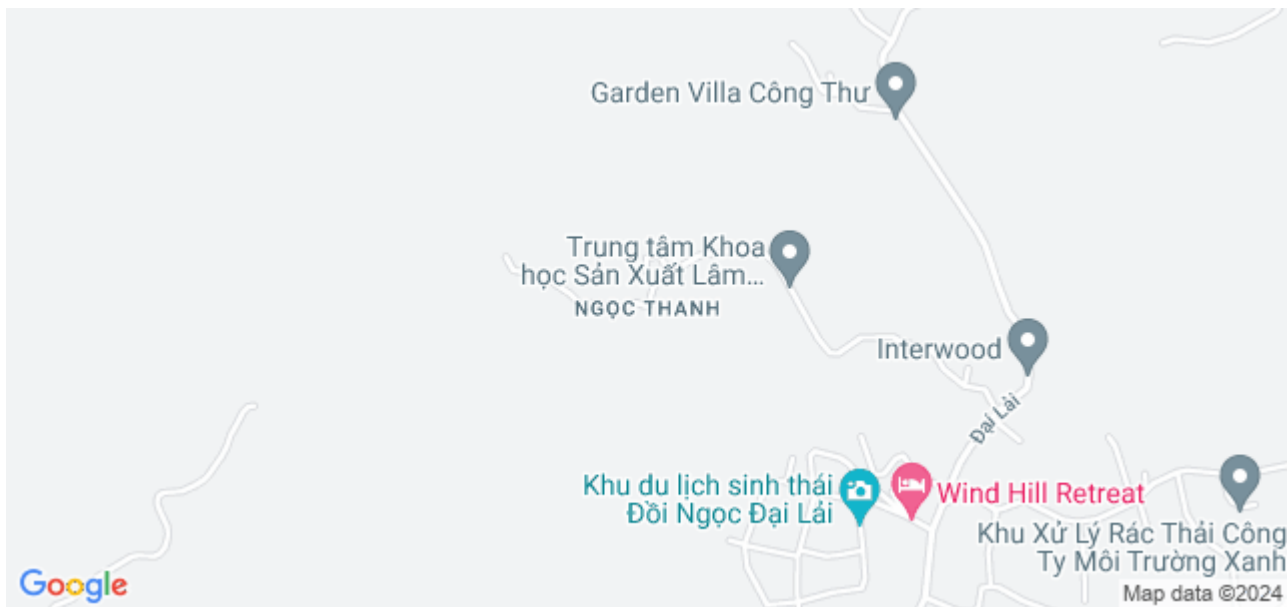 Garden Villa Công Thư
Trung tâm Khoa
học Sản Xuất Lâm...
NGỌC THANH
Interwood
Đại Lải
Khu du lịch sinh thái
Đồi Ngọc Đại Lải
Wind Hill Retreat
Khu Xử Lý Rác Thải Công
Ty Môi Trường Xanh
Google
Map data ©2024